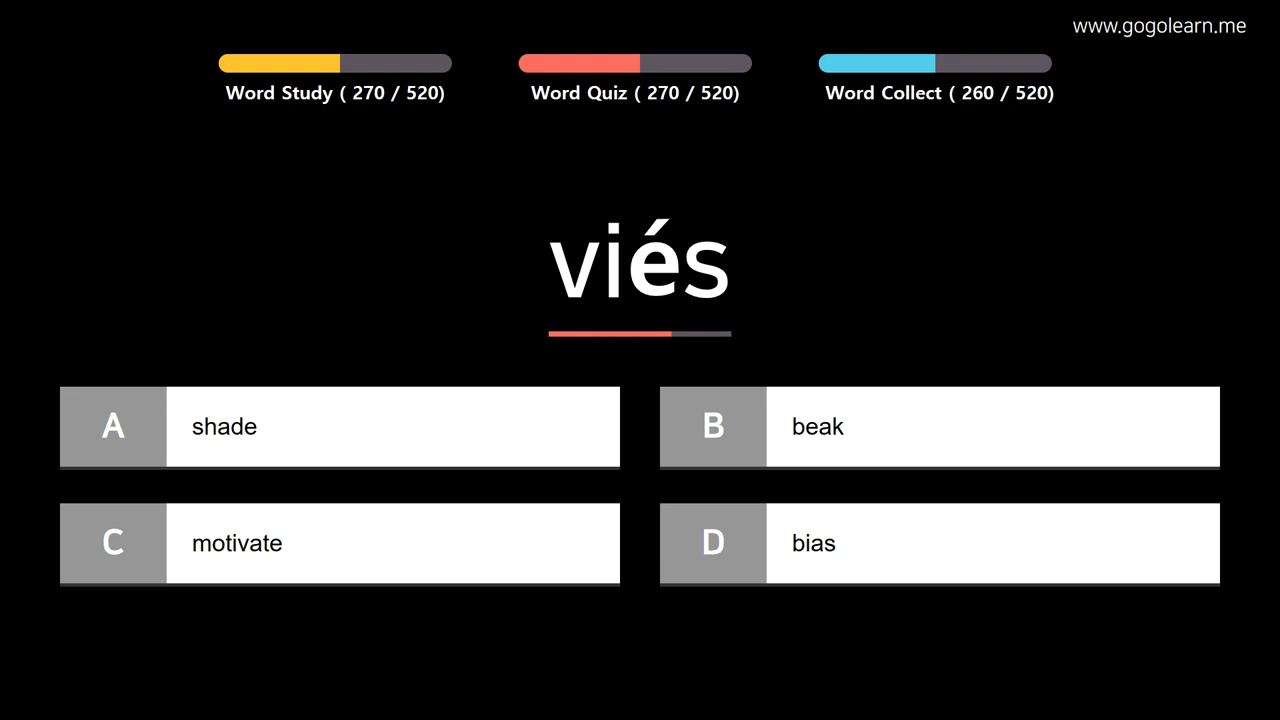 www.gogolearn.me
Word Study ( 270 / 520)
Word Quiz ( 270 / 520)
Word Collect ( 260 / 520)
viés
A shade
B beak
C motivate
D bias